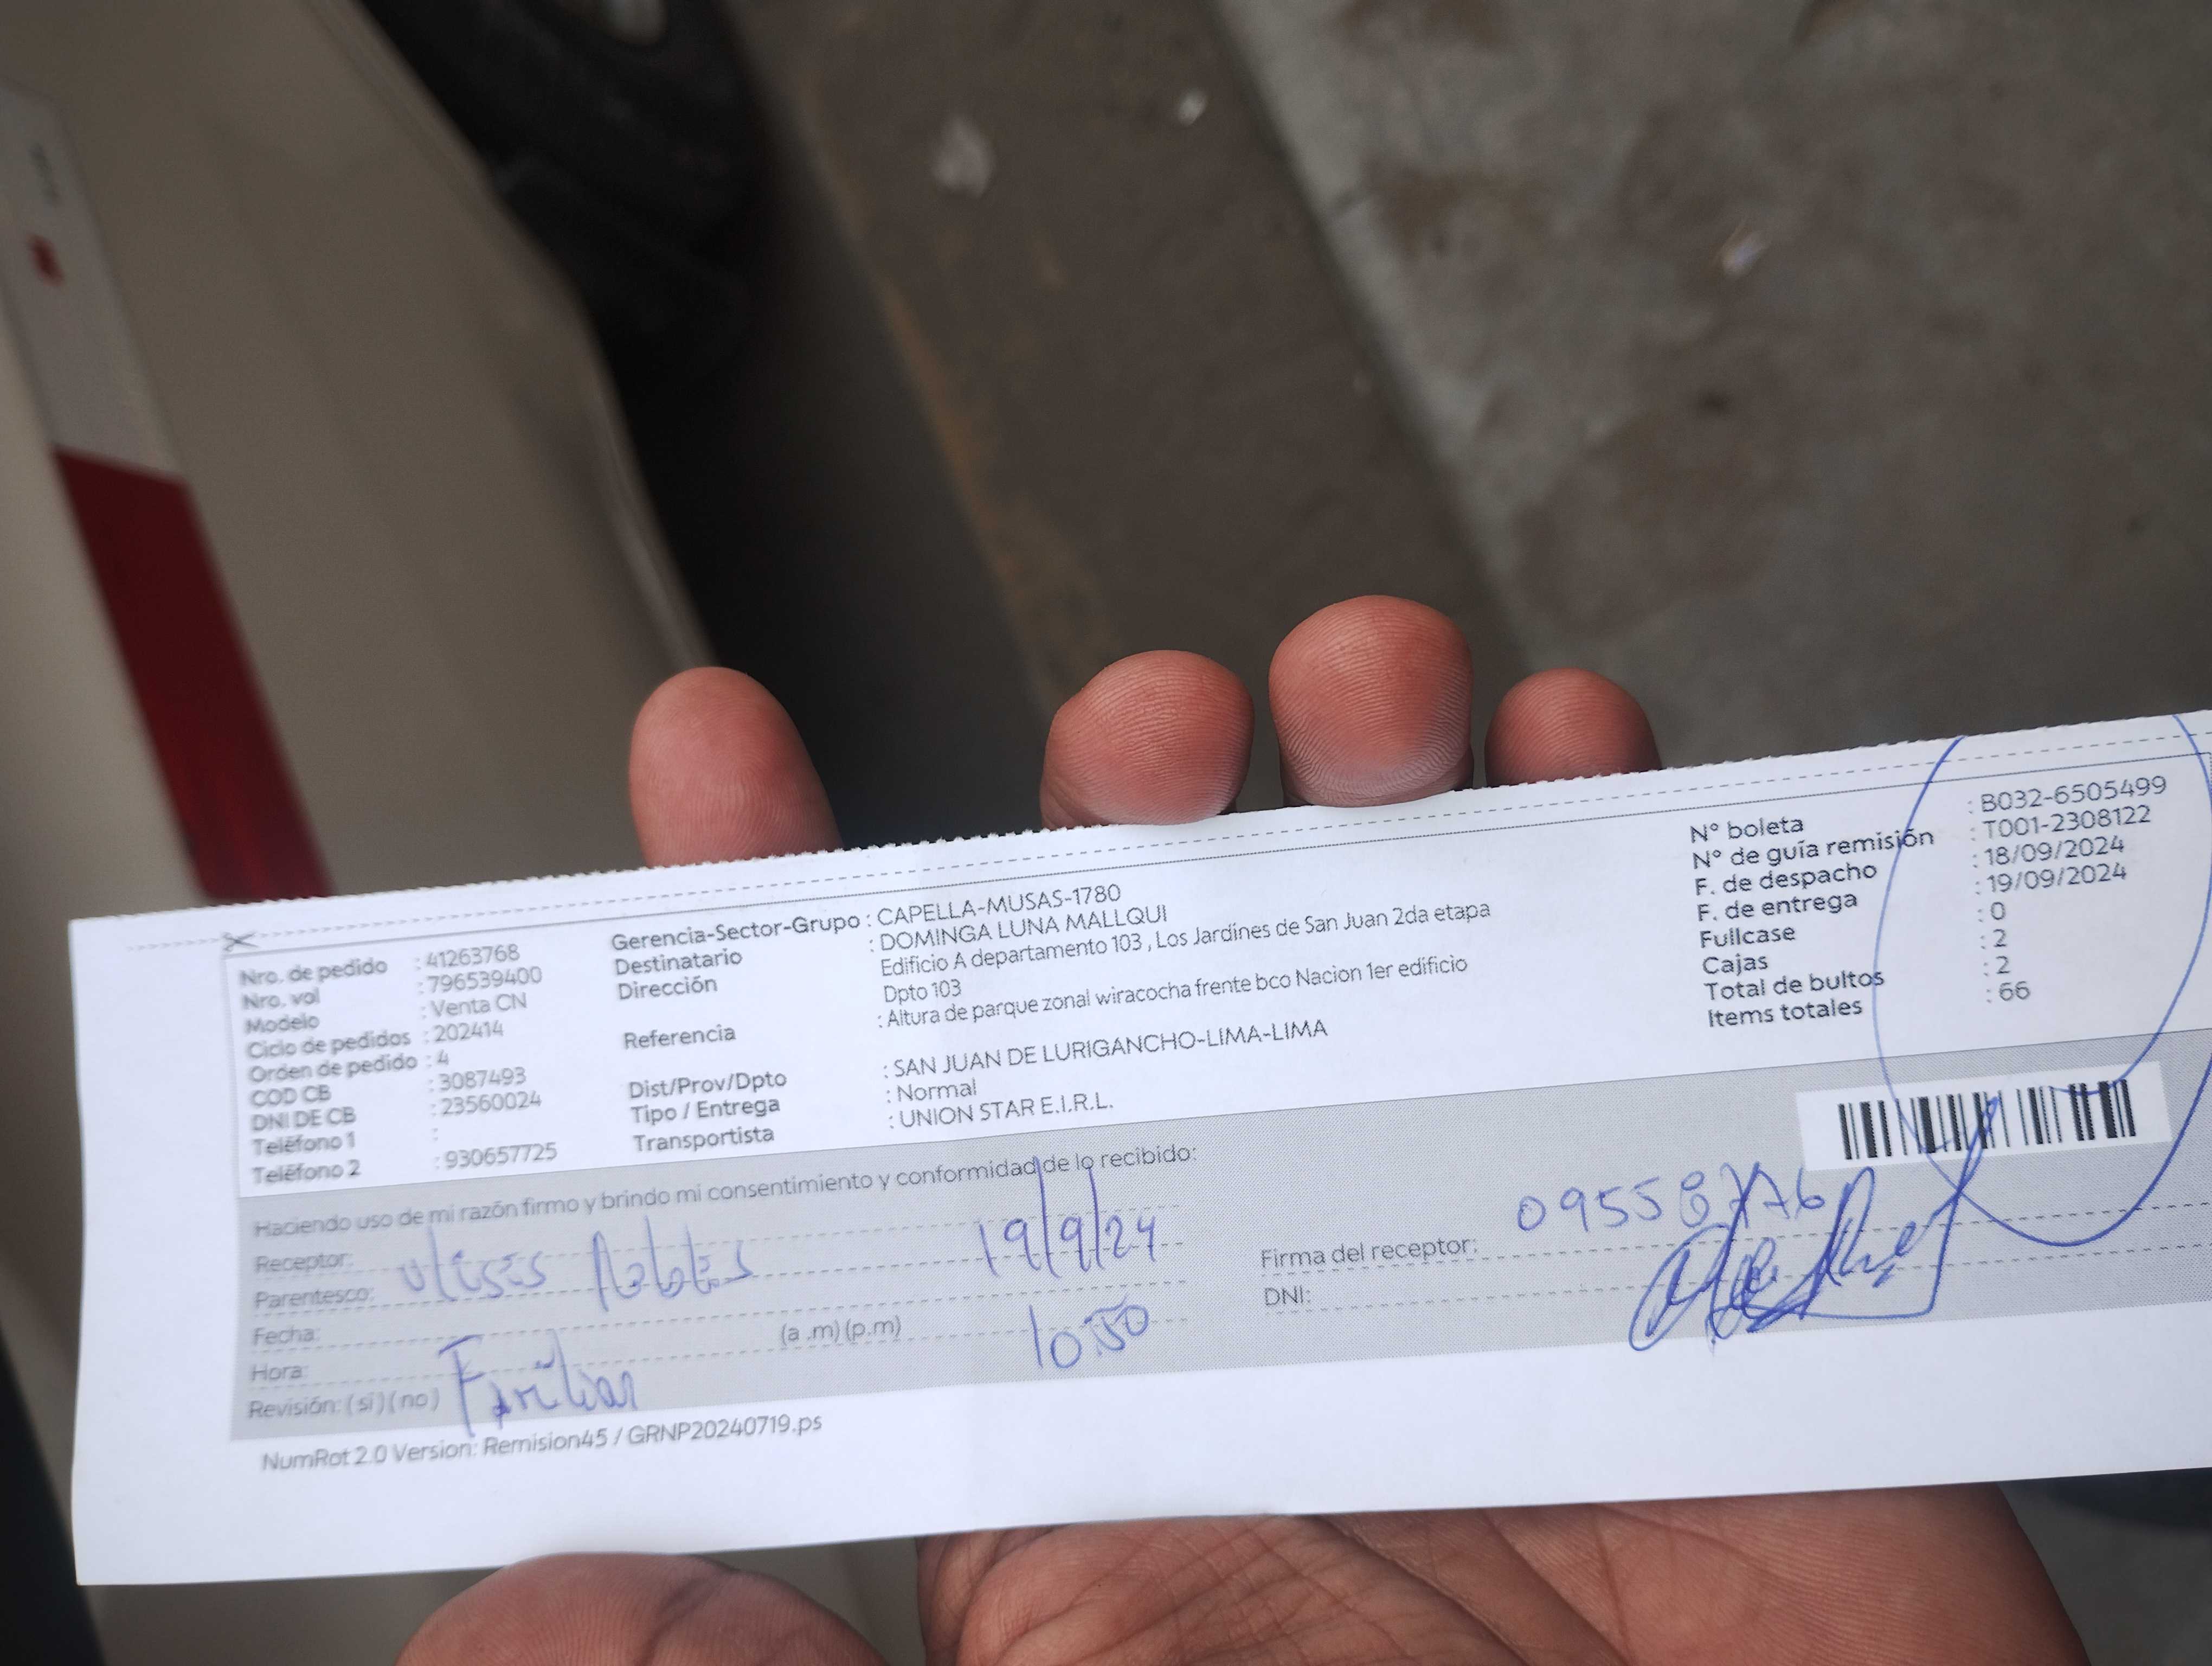 Nro. de pedido : 41263768
Nro. vol : 796539400
Modelo : Venta CN
Ciclo de pedidos : 202414
Orden de pedido : 4
COD CB : 3087493
DNI DE CB : 23560024
Teléfono 1 :
Teléfono 2 : 930657725
Gerencia-Sector-Grupo : CAPELLA-MUSAS-1780
Destinatario : DOMINGA LUNA MALLQUI
Dirección Edificio A departamento 103 , Los Jardines de San Juan 2da etapa
Dpto 103
Referencia : Altura de parque zonal wiracocha frente bco Nacion 1er edificio
Dist/Prov/Dpto : SAN JUAN DE LURIGANCHO-LIMA-LIMA
Tipo / Entrega : Normal
Transportista : UNION STAR E.I.R.L.
N° boleta : B032-6505499
N° de guía remisión : T001-2308122
F. de despacho : 18/09/2024
F. de entrega : 19/09/2024
Fullcase : 0
Cajas : 2
Total de bultos : 2
Items totales : 66
Haciendo uso de mi razón firmo y brindo mi consentimiento y conformidad de lo recibido:
Receptor:
Parentesco: 19/9/24
Fecha:
Hora: (a .m) (p.m) 10:50
Revisión: ( si ) ( no ) Familiar
Firma del receptor: 09558776
DNI:
NumRot 2.0 Version: Remision45 / GRNP20240719.ps